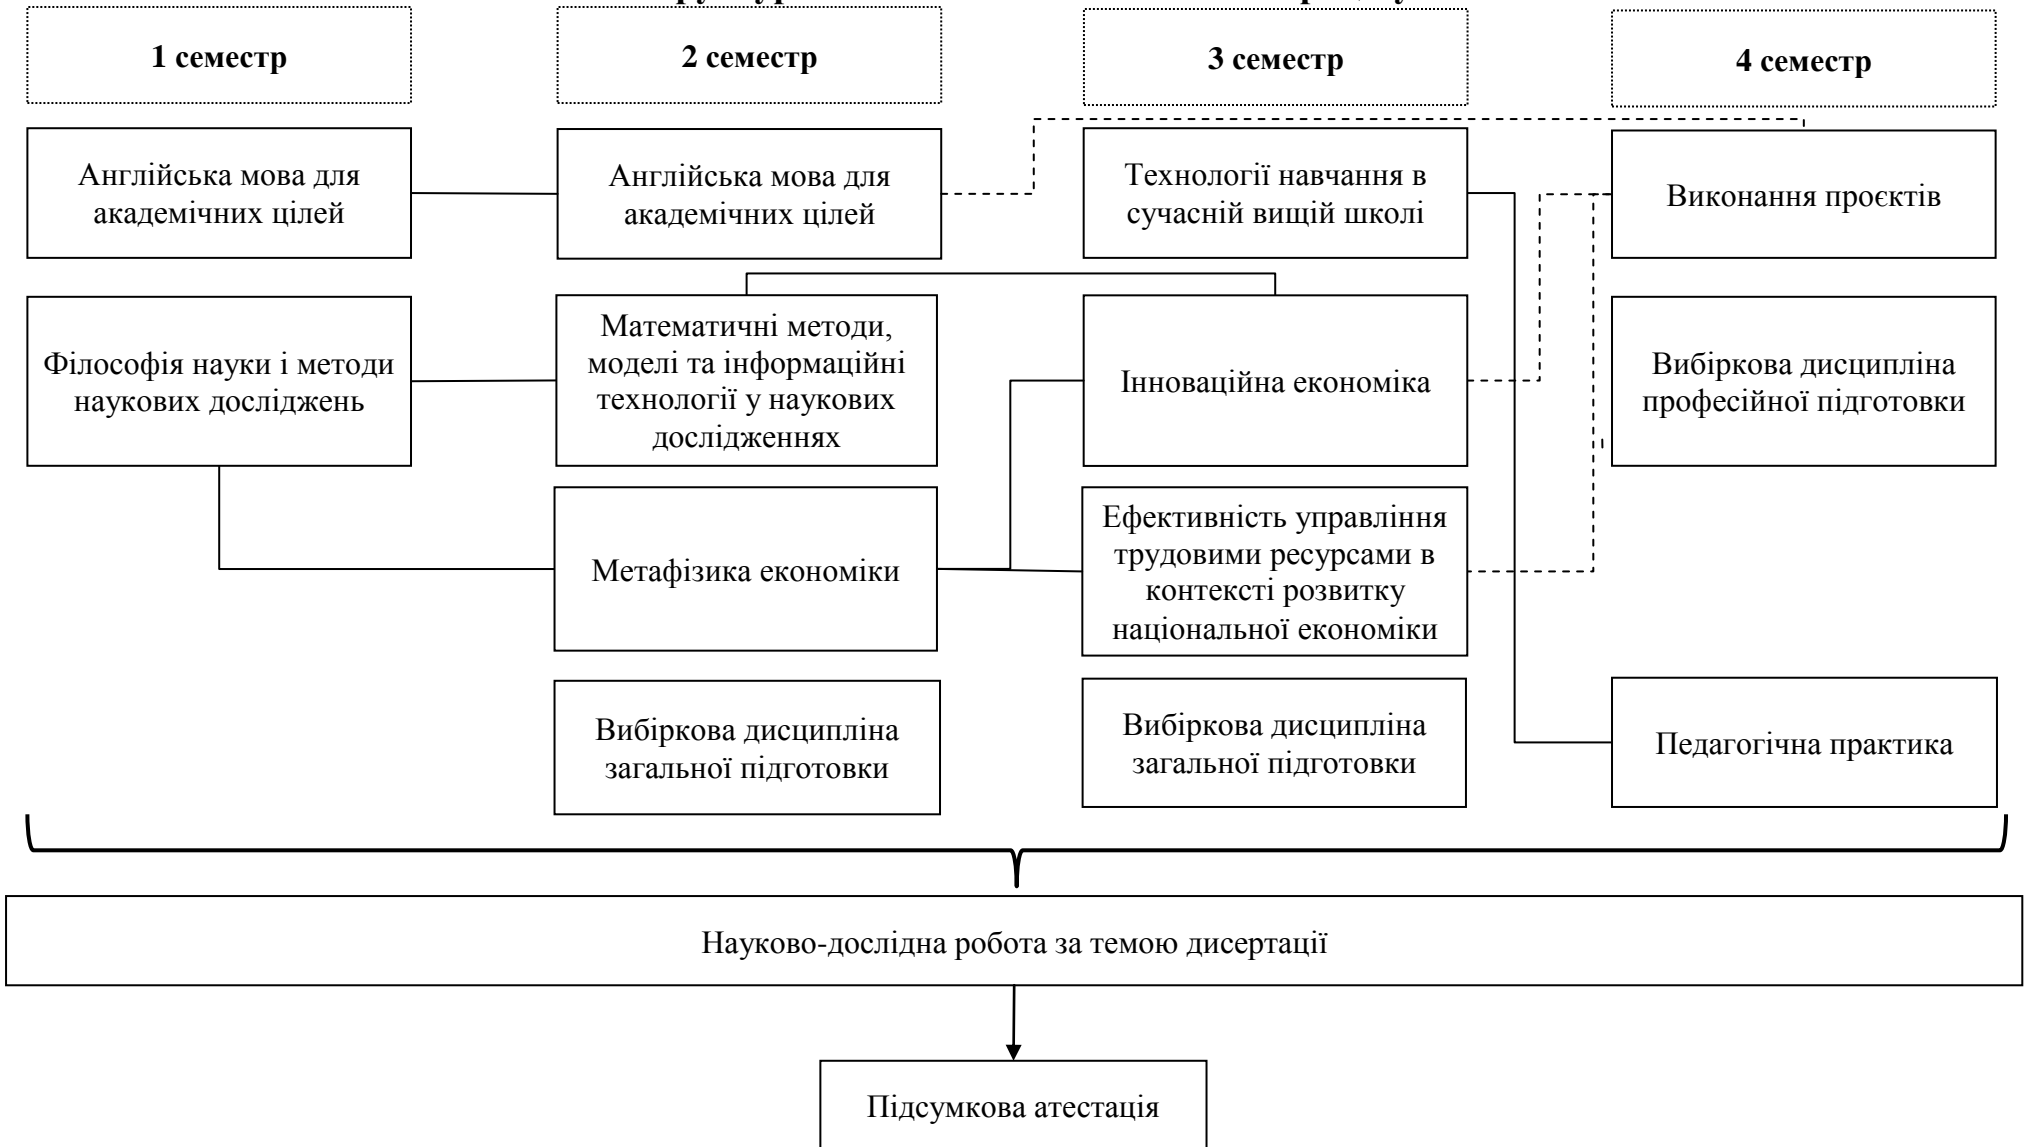 1 семестр
2 семестр
3 семестр
4 семестр
Англійська мова для
академічних цілей
Англійська мова для
академічних цілей
Технології навчання в
сучасній вищій школі
Виконання проєктів
Філософія науки і методи
наукових досліджень
Математичні методи,
моделі та інформаційні
технології у наукових
дослідженнях
Інноваційна економіка
Вибіркова дисципліна
професійної підготовки
Метафізика економіки
Ефективність управління
трудовими ресурсами в
контексті розвитку
національної економіки
Вибіркова дисципліна
загальної підготовки
Вибіркова дисципліна
загальної підготовки
Педагогічна практика
Науково-дослідна робота за темою дисертації
Підсумкова атестація